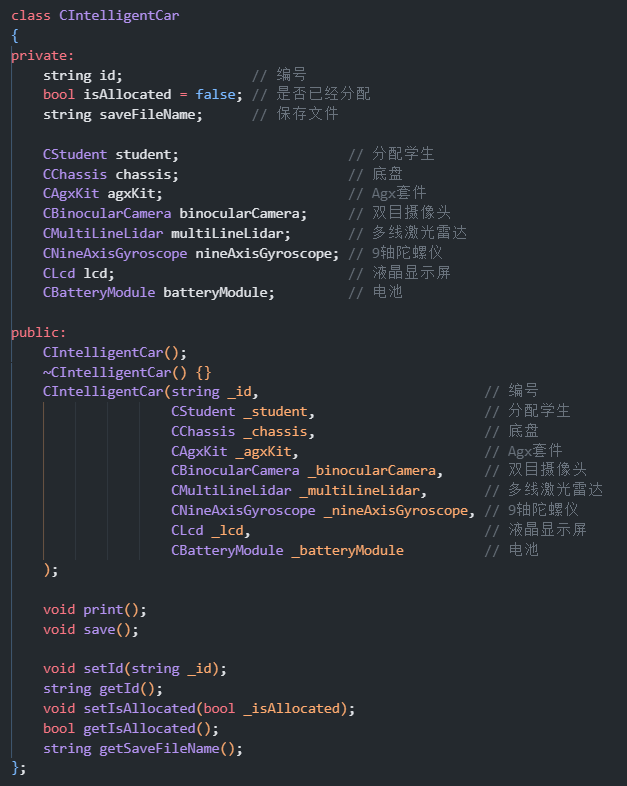 class CIntelligentCar
{
private:
    string id;                // 编号
    bool isAllocated = false; // 是否已经分配
    string saveFileName;      // 保存文件

    CStudent student;                     // 分配学生
    CChassis chassis;                     // 底盘
    CAgxKit agxKit;                       // Agx套件
    CBinocularCamera binocularCamera;     // 双目摄像头
    CMultiLineLidar multiLineLidar;       // 多线激光雷达
    CNineAxisGyroscope nineAxisGyroscope; // 9轴陀螺仪
    CLcd lcd;                             // 液晶显示屏
    CBatteryModule batteryModule;         // 电池

public:
    CIntelligentCar();
    ~CIntelligentCar() {}
    CIntelligentCar(string _id,                            // 编号
                    CStudent _student,                     // 分配学生
                    CChassis _chassis,                     // 底盘
                    CAgxKit _agxKit,                       // Agx套件
                    CBinocularCamera _binocularCamera,     // 双目摄像头
                    CMultiLineLidar _multiLineLidar,       // 多线激光雷达
                    CNineAxisGyroscope _nineAxisGyroscope, // 9轴陀螺仪
                    CLcd _lcd,                             // 液晶显示屏
                    CBatteryModule _batteryModule          // 电池
    );

    void print();
    void save();

    void setId(string _id);
    string getId();
    void setIsAllocated(bool _isAllocated);
    bool getIsAllocated();
    string getSaveFileName();
};